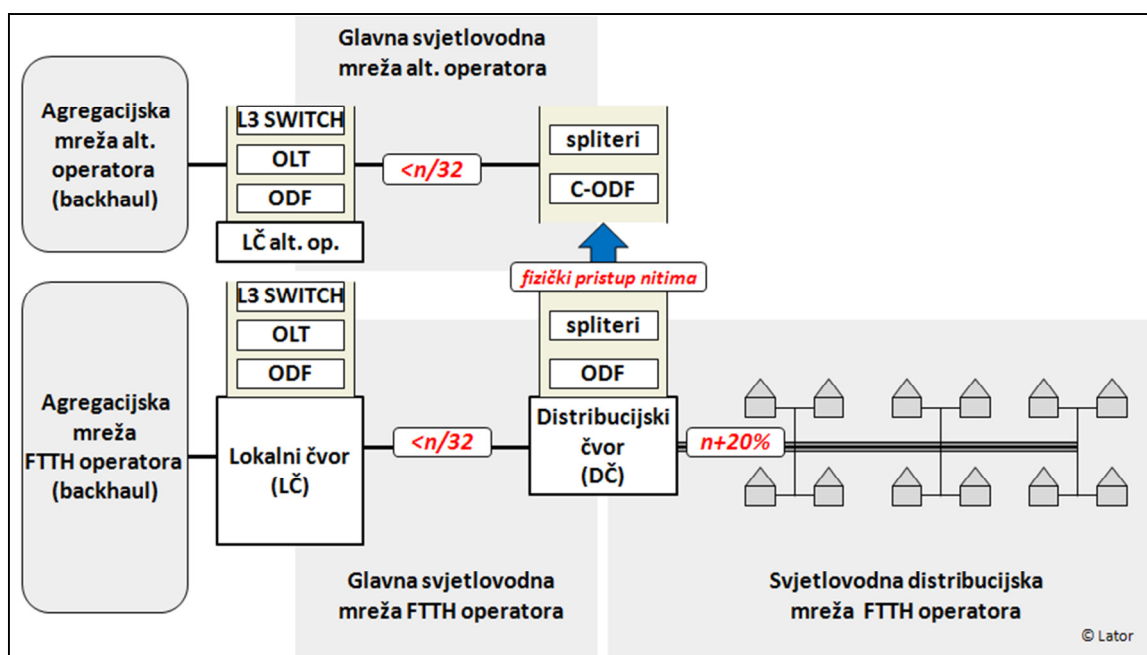 Glavna svjetlovodna
mreža alt. operatora
Agregacijska
mreža alt.
operatora
(backhaul)
L3 SWITCH
OLT
ODF
LČ alt. op.
<n/32
spliteri
C-ODF
fizički pristup nitima
L3 SWITCH
OLT
ODF
spliteri
ODF
Agregacijska
mreža
FTTH operatora
(backhaul)
Lokalni čvor
(LČ)
<n/32
Distribucijski
čvor
(DČ)
n+20%
Glavna svjetlovodna
mreža FTTH operatora
Svjetlovodna distribucijska
mreža FTTH operatora
© Lator